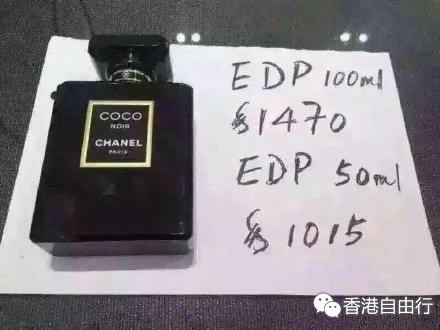 COCO
NOIR
CHANEL
PARIS
EDP 100ml
$1470
EDP 50ml
$1015
香港自由行